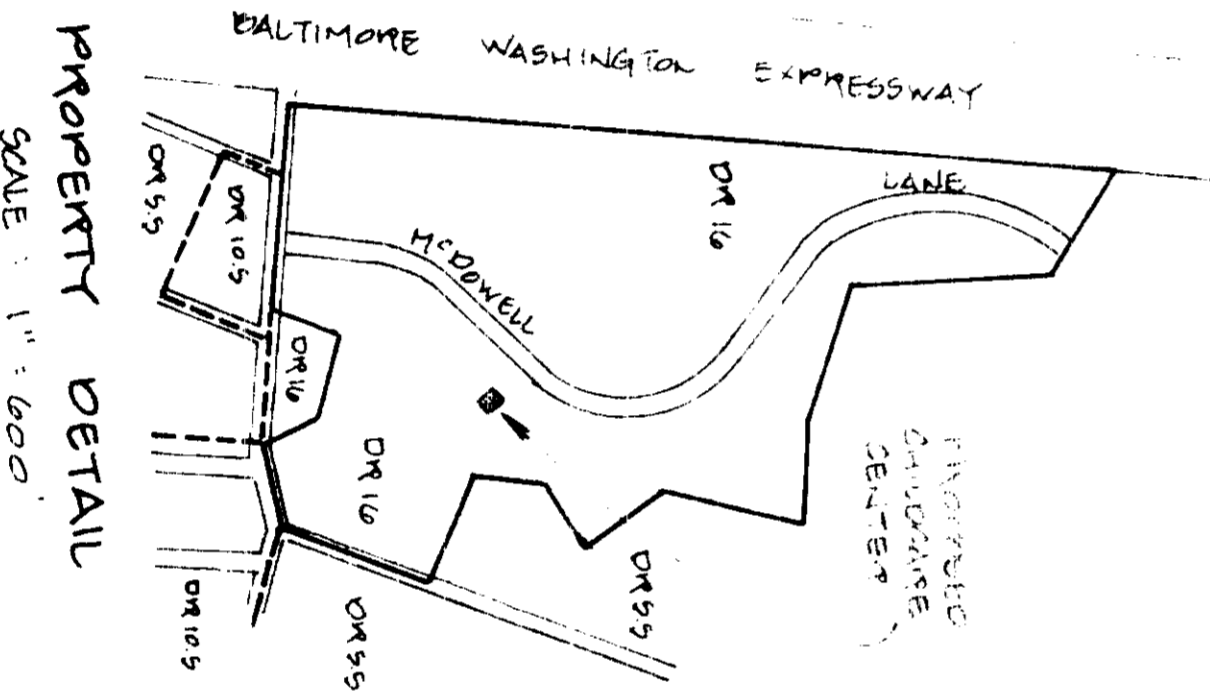 BALTIMORE WASHINGTON EXPRESSWAY
PROPERTY DETAIL
SCALE : 1" = 600'
DR 5.5
DR 10.5
DR 16
MCDOWELL
LANE
DR 16
DR 16
DR 5.5
DR 5.5
DR 10.5
PROPOSED
CHILDCARE
CENTER